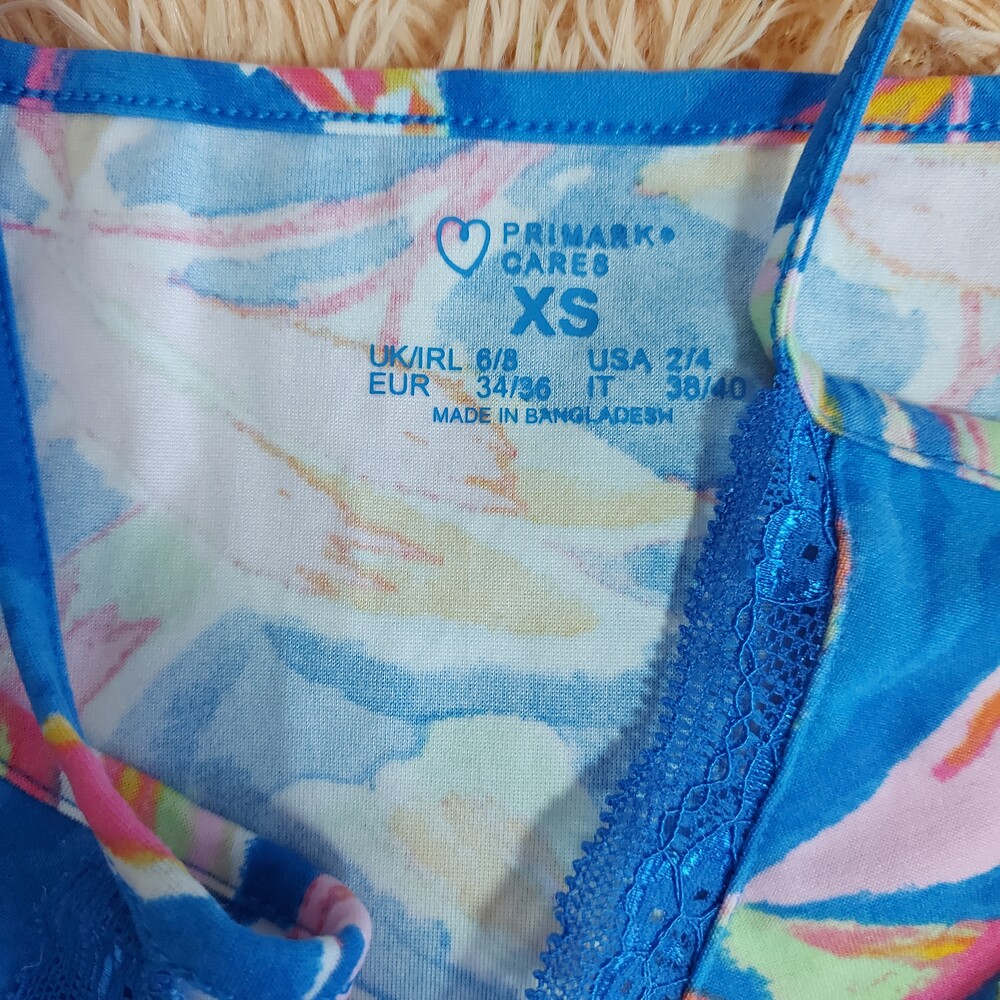 PRIMARK®
CARES
XS
UK/IRL 6/8 USA 2/4
EUR 34/36 IT 38/40
MADE IN BANGLADESH